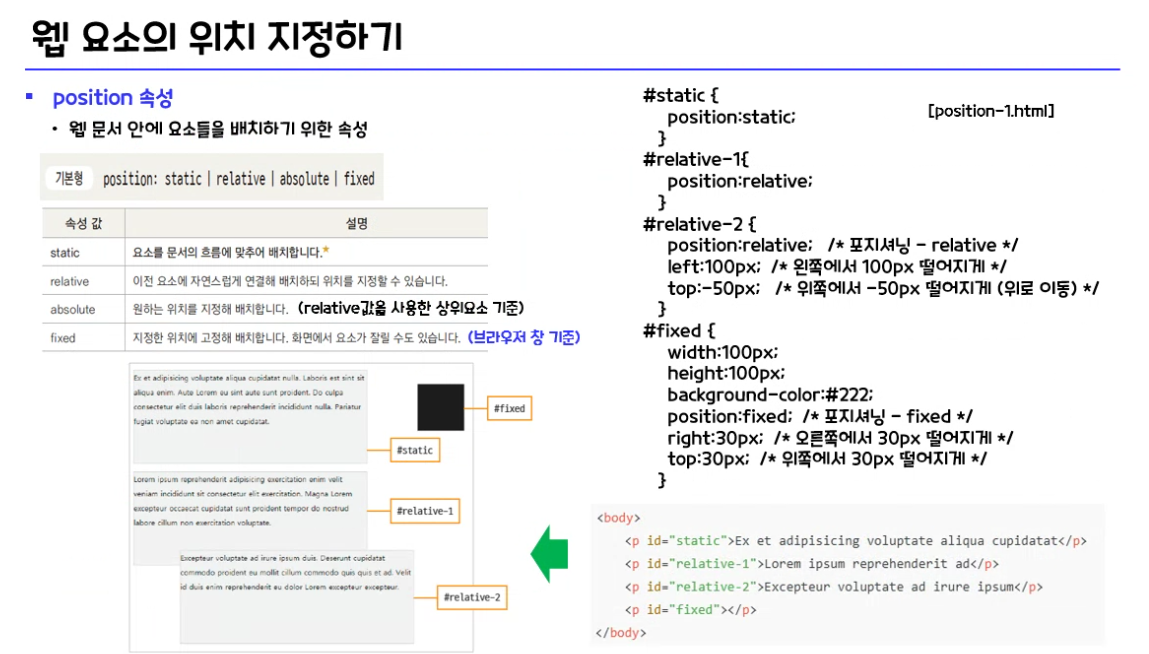 웹 요소의 위치 지정하기
▪ position 속성
• 웹 문서 안에 요소들을 배치하기 위한 속성
기본형 position: static | relative | absolute | fixed
속성 값 설명
static 요소를 문서의 흐름에 맞추어 배치합니다.*
relative 이전 요소에 자연스럽게 연결해 배치하되 위치를 지정할 수 있습니다.
absolute 원하는 위치를 지정해 배치합니다. (relative값을 사용한 상위요소 기준)
fixed 지정한 위치에 고정해 배치합니다. 화면에서 요소가 잘릴 수도 있습니다. (브라우저 창 기준)
Ex et adipisicing voluptate aliqua cupidatat nulla. Laboris est sint sit
aliqua enim. Aute Lorem eu sint aute sunt proident. Do culpa
consectetur elit duis laboris reprehenderit incididunt nulla. Pariatur
fugiat voluptate ea non amet cupidatat.
#fixed
#static
Lorem ipsum reprehenderit adipisicing exercitation enim velit
veniam incididunt sit consectetur elit exercitation. Magna Lorem
excepteur occaecat cupidatat sunt proident tempor do nostrud
labore cillum non exercitation voluptate.
#relative-1
Excepteur voluptate ad irure ipsum duis. Deserunt cupidatat
commodo proident eu mollit cillum commodo quis quis et ad. Velit
id duis enim reprehenderit eu dolor Lorem excepteur excepteur.
#relative-2
[position-1.html]
#static {
position:static;
}
#relative-1{
position:relative;
}
#relative-2 {
position:relative; /* 포지셔닝 - relative */
left:100px; /* 왼쪽에서 100px 떨어지게 */
top:-50px; /* 위쪽에서 -50px 떨어지게 (위로 이동) */
}
#fixed {
width:100px;
height:100px;
background-color:#222;
position:fixed; /* 포지셔닝 - fixed */
right:30px; /* 오른쪽에서 30px 떨어지게 */
top:30px; /* 위쪽에서 30px 떨어지게 */
}
<body>
<p id="static">Ex et adipisicing voluptate aliqua cupidatat</p>
<p id="relative-1">Lorem ipsum reprehenderit ad</p>
<p id="relative-2">Excepteur voluptate ad irure ipsum</p>
<p id="fixed"></p>
</body>